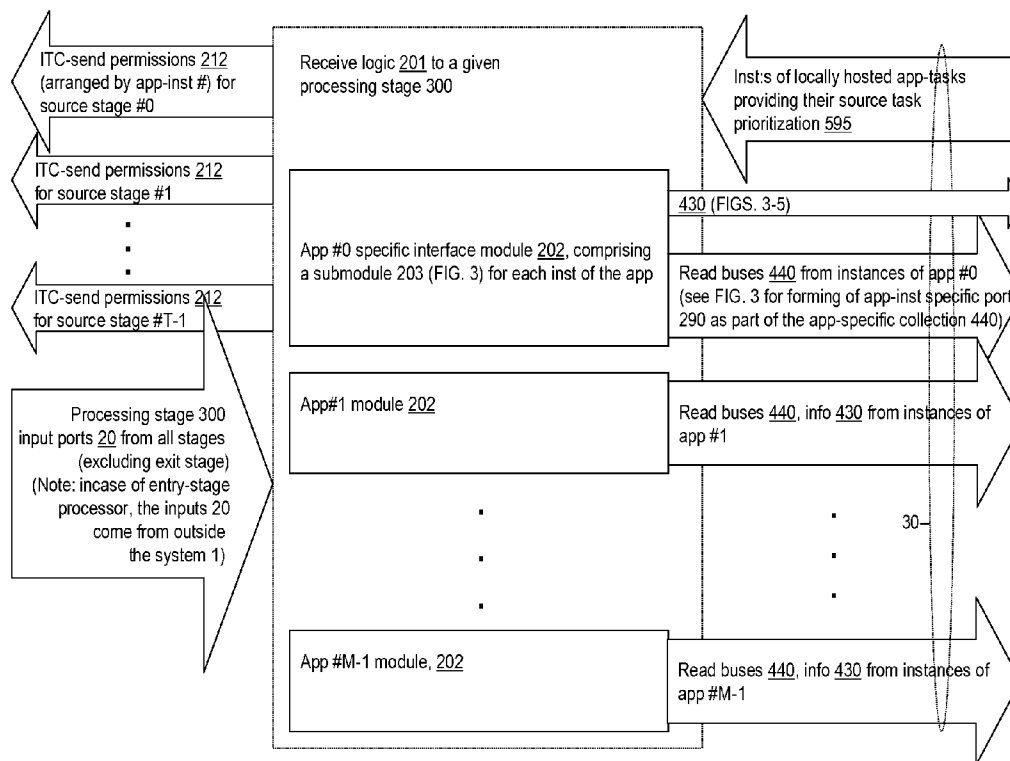 ITC-send permissions 212
(arranged by app-inst #) for
source stage #0
Receive logic 201 to a given
processing stage 300
Inst:s of locally hosted app-tasks
providing their source task
prioritization 595
ITC-send permissions 212
for source stage #1
430 (FIGS. 3-5)
App #0 specific interface module 202, comprising
a submodule 203 (FIG. 3) for each inst of the app
Read buses 440 from instances of app #0
(see FIG. 3 for forming of app-inst specific port
290 as part of the app-specific collection 440)
ITC-send permissions 212
for source stage #T-1
App#1 module 202
Read buses 440, info 430 from instances of
app #1
Processing stage 300
input ports 20 from all stages
(excluding exit stage)
(Note: incase of entry-stage
processor, the inputs 20
come from outside
the system 1)
30
App #M-1 module, 202
Read buses 440, info 430 from instances of
app #M-1